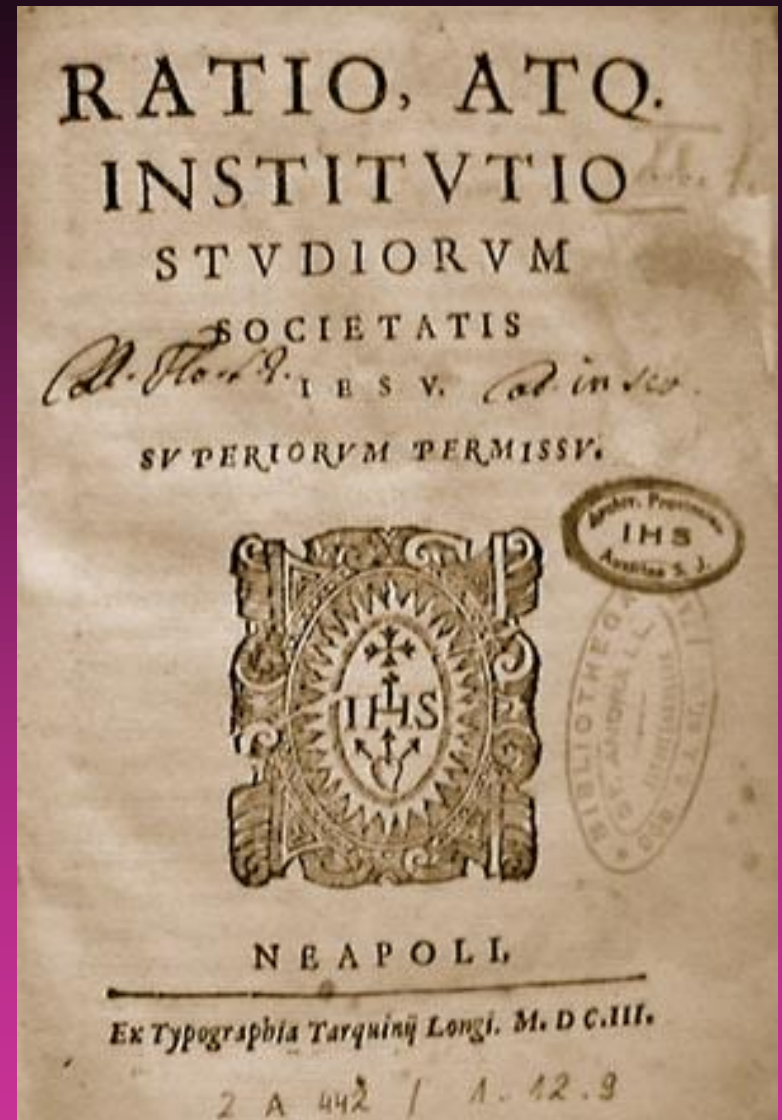 RATIO, ATQ.
INSTITVTIO
STVDIORVM
SOCIETATIS
IESV.
SVPERIORVM PERMISSV.
IHS
S. J.
IHS
BIBLIOTHECA
NEAPOLI,
Ex Typographia Tarquinij Longi. M. D C. III.
2 A 442 / 1-12.9